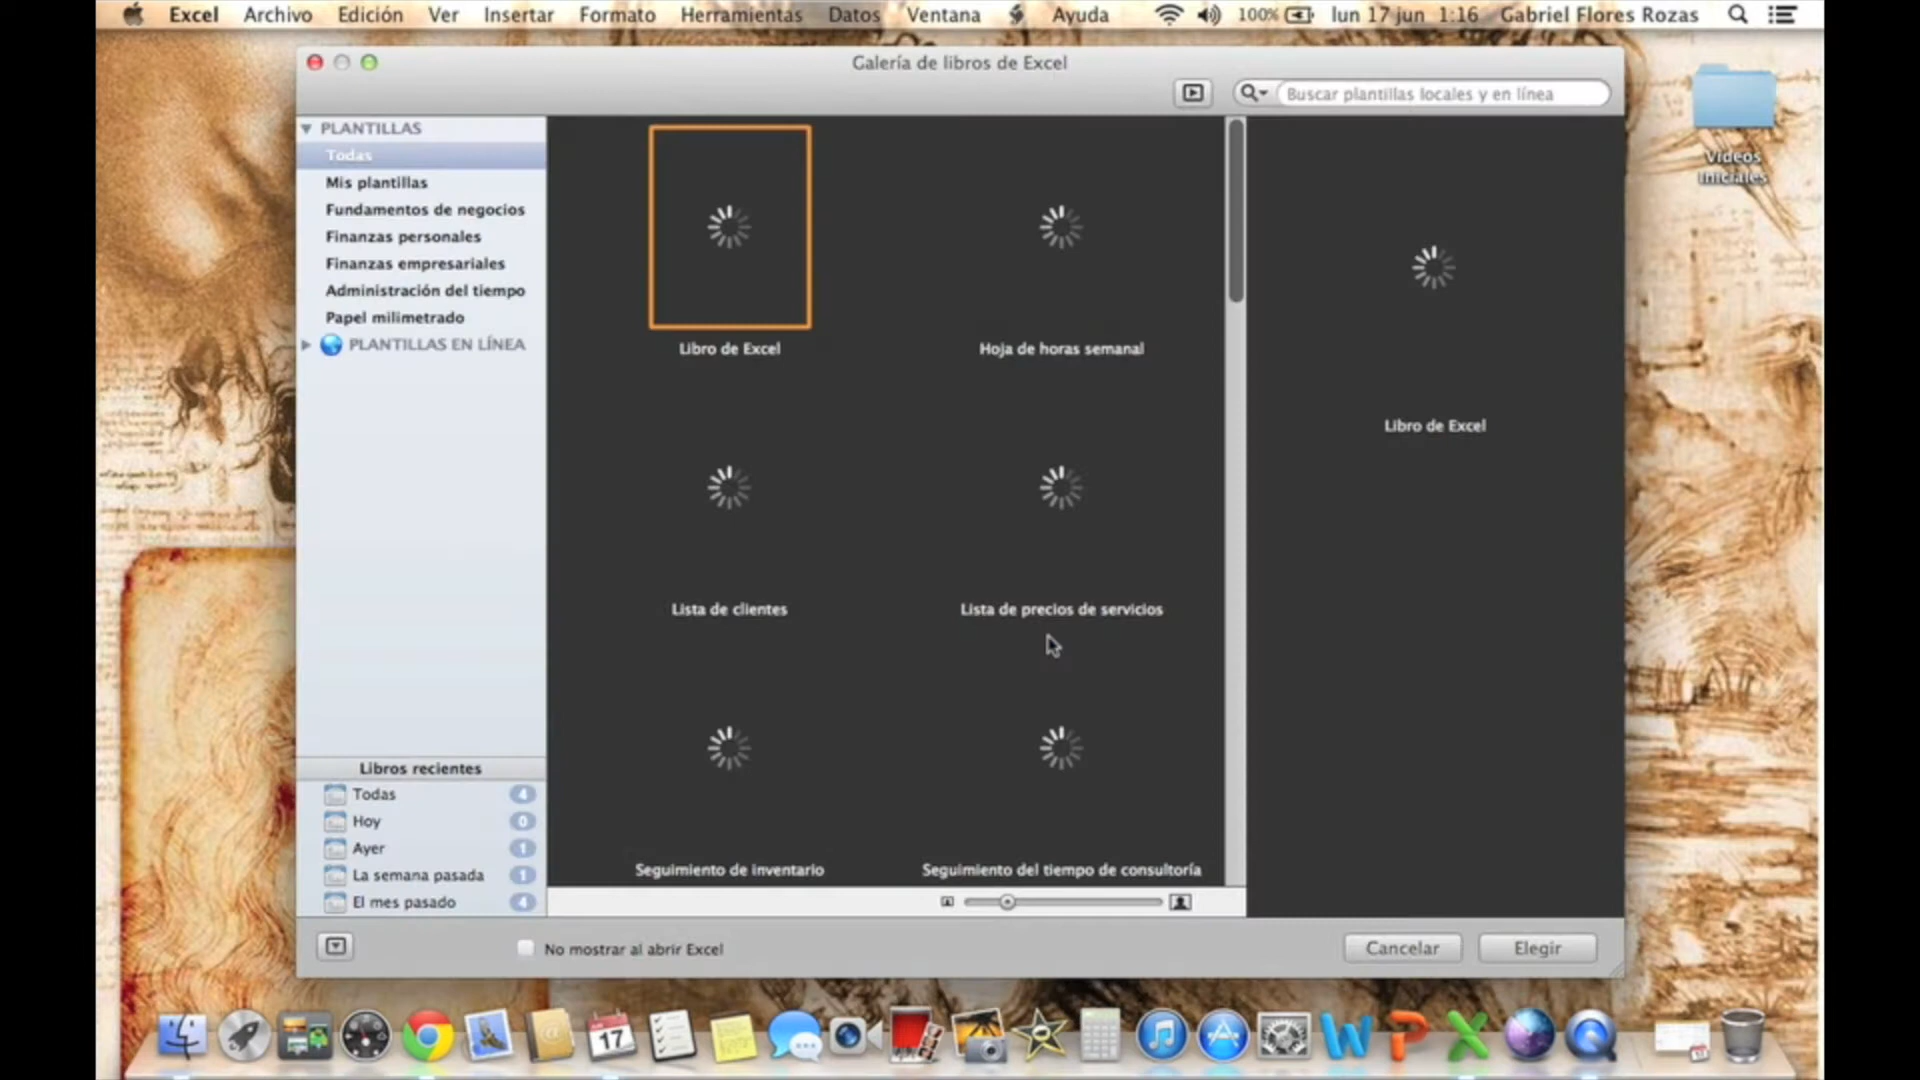 Excel Archivo Edición Ver Insertar Formato Herramientas Datos Ventana Ayuda 100% lun 17 jun 1:16 Gabriel Flores Rozas
Galería de libros de Excel
Buscar plantillas locales y en línea
Videos
Iniciales
PLANTILLAS
Todas
Mis plantillas
Fundamentos de negocios
Finanzas personales
Finanzas empresariales
Administración del tiempo
Papel milimetrado
PLANTILLAS EN LÍNEA
Libro de Excel
Hoja de horas semanal
Libro de Excel
Lista de clientes
Lista de precios de servicios
Seguimiento de inventario
Seguimiento del tiempo de consultoría
Libros recientes
Todas 4
Hoy 0
Ayer 1
La semana pasada 1
El mes pasado 4
No mostrar al abrir Excel
Cancelar
Elegir
17
W P X